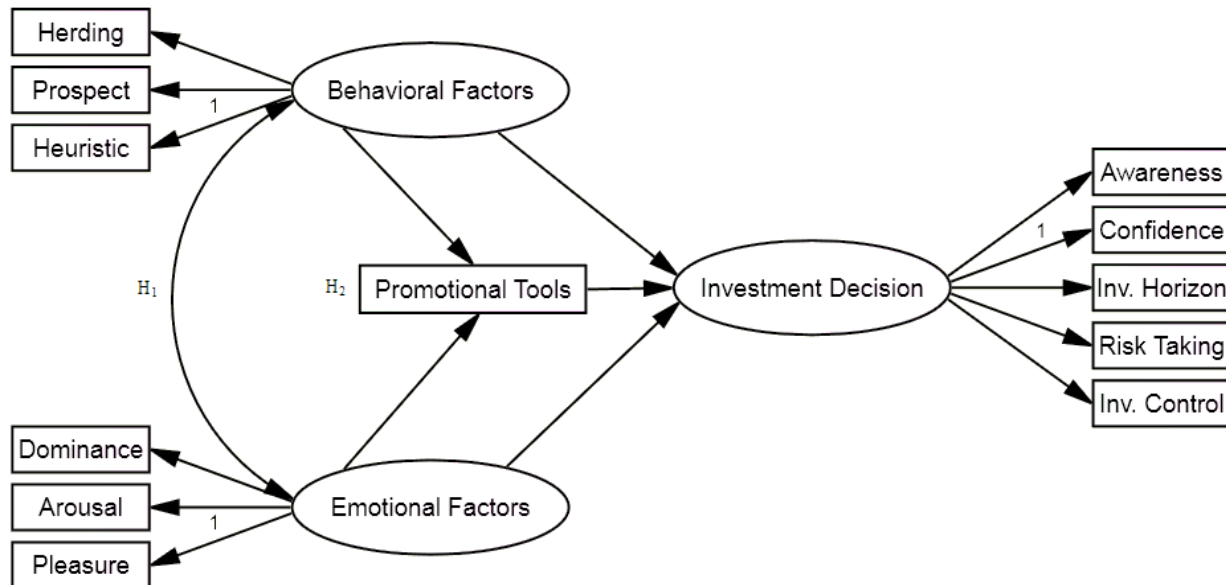 Herding
Prospect
1
Heuristic
Behavioral Factors
H₁
H₂
Promotional Tools
Investment Decision
Awareness
1
Confidence
Inv. Horizon
Risk Taking
Inv. Control
Dominance
Arousal
1
Pleasure
Emotional Factors